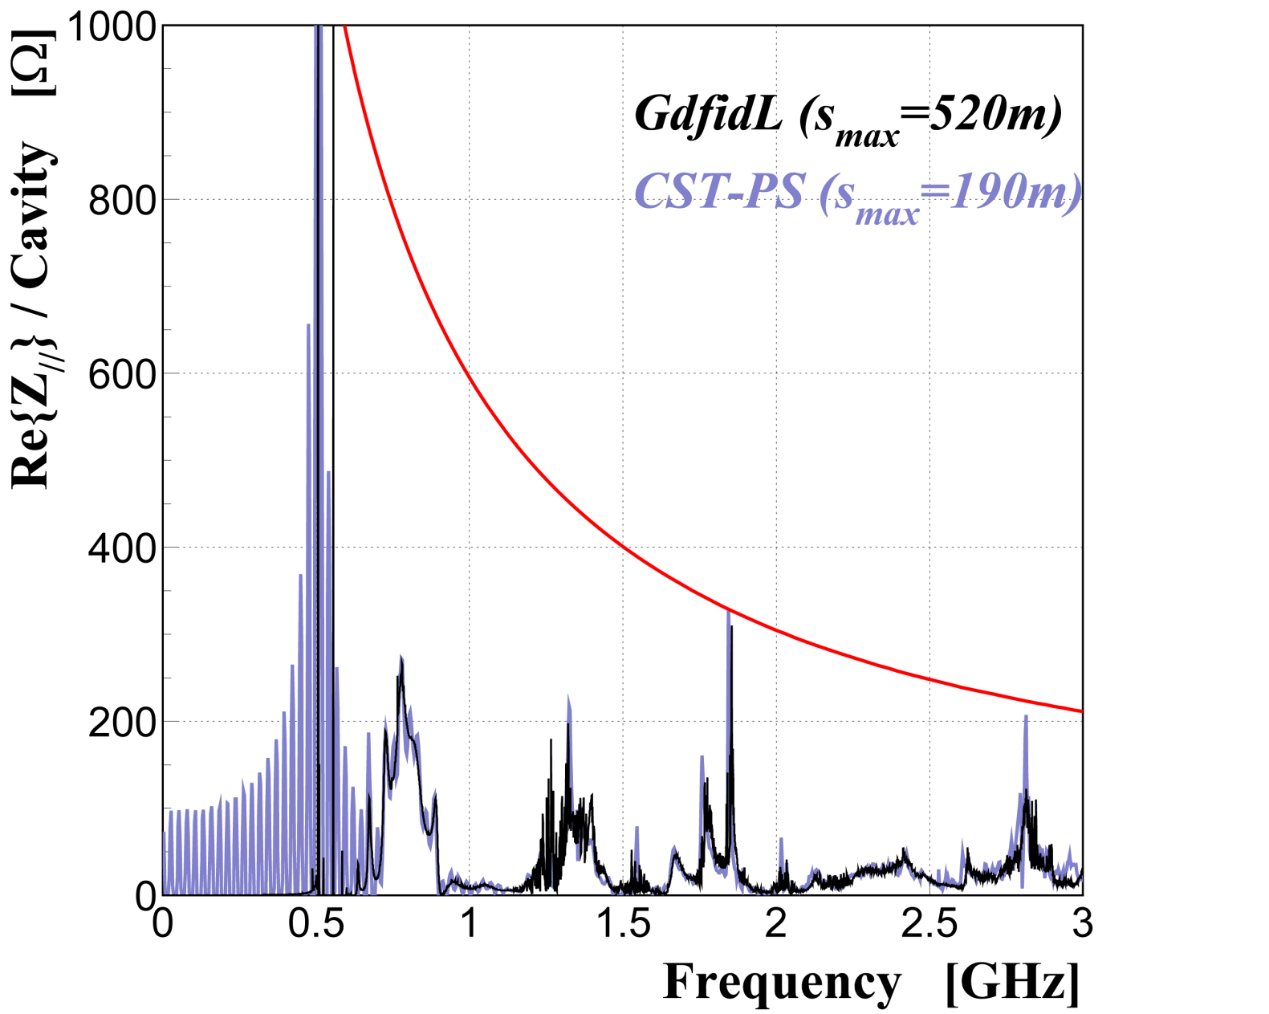 Re{Z//} / Cavity [Ω]
1000
800
600
400
200
0
GdfidL (smax=520m)
CST-PS (smax=190m)
0 0.5 1 1.5 2 2.5 3
Frequency [GHz]